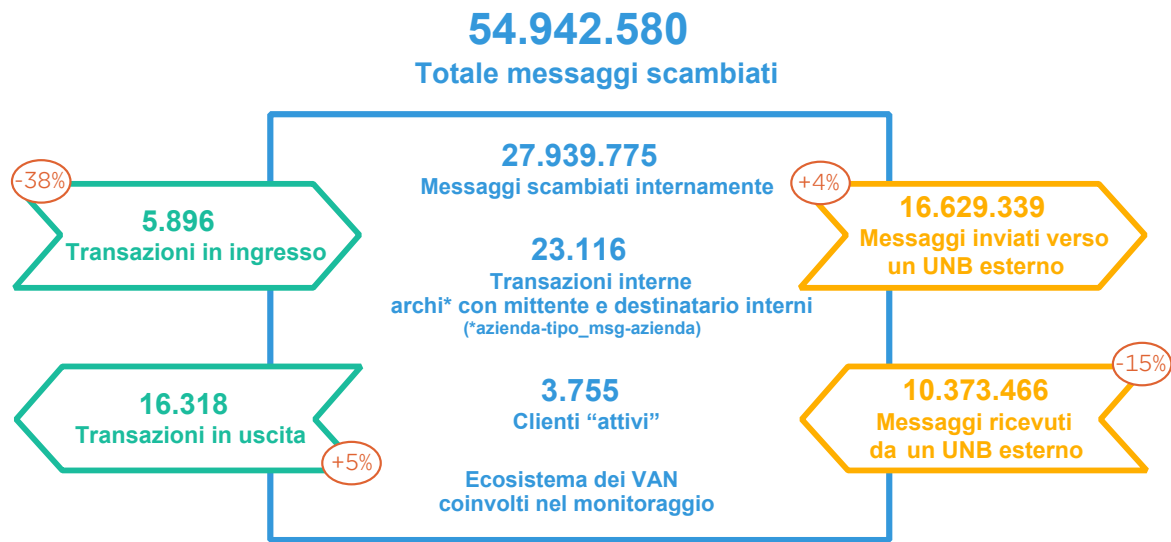 54.942.580
Totale messaggi scambiati
27.939.775
Messaggi scambiati internamente
-38%
5.896
Transazioni in ingresso
+4%
16.629.339
Messaggi inviati verso
un UNB esterno
23.116
Transazioni interne
archi* con mittente e destinatario interni
(*azienda-tipo_msg-azienda)
16.318
Transazioni in uscita
+5%
3.755
Clienti “attivi”
-15%
10.373.466
Messaggi ricevuti
da un UNB esterno
Ecosistema dei VAN
coinvolti nel monitoraggio